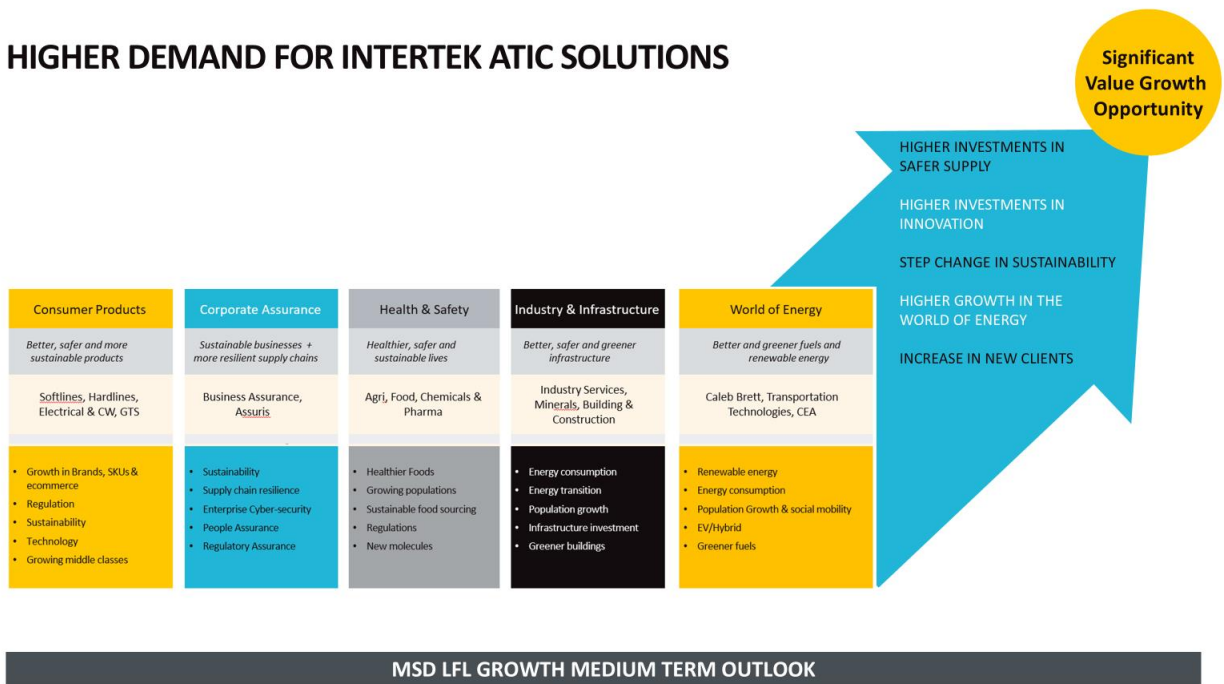 HIGHER DEMAND FOR INTERTEK ATIC SOLUTIONS
Significant
Value Growth
Opportunity
HIGHER INVESTMENTS IN
SAFER SUPPLY
HIGHER INVESTMENTS IN
INNOVATION
STEP CHANGE IN SUSTAINABILITY
HIGHER GROWTH IN THE
WORLD OF ENERGY
INCREASE IN NEW CLIENTS
Consumer Products
Better, safer and more
sustainable products
Softlines, Hardlines,
Electrical & CW, GTS
• Growth in Brands, SKUs &
ecommerce
• Regulation
• Sustainability
• Technology
• Growing middle classes
Corporate Assurance
Sustainable businesses +
more resilient supply chains
Business Assurance,
Assuris
• Sustainability
• Supply chain resilience
• Enterprise Cyber-security
• People Assurance
• Regulatory Assurance
Health & Safety
Healthier, safer and
sustainable lives
Agri, Food, Chemicals &
Pharma
• Healthier Foods
• Growing populations
• Sustainable food sourcing
• Regulations
• New molecules
Industry & Infrastructure
Better, safer and greener
infrastructure
Industry Services,
Minerals, Building &
Construction
• Energy consumption
• Energy transition
• Population growth
• Infrastructure investment
• Greener buildings
World of Energy
Better and greener fuels and
renewable energy
Caleb Brett, Transportation
Technologies, CEA
• Renewable energy
• Energy consumption
• Population Growth & social mobility
• EV/Hybrid
• Greener fuels
MSD LFL GROWTH MEDIUM TERM OUTLOOK